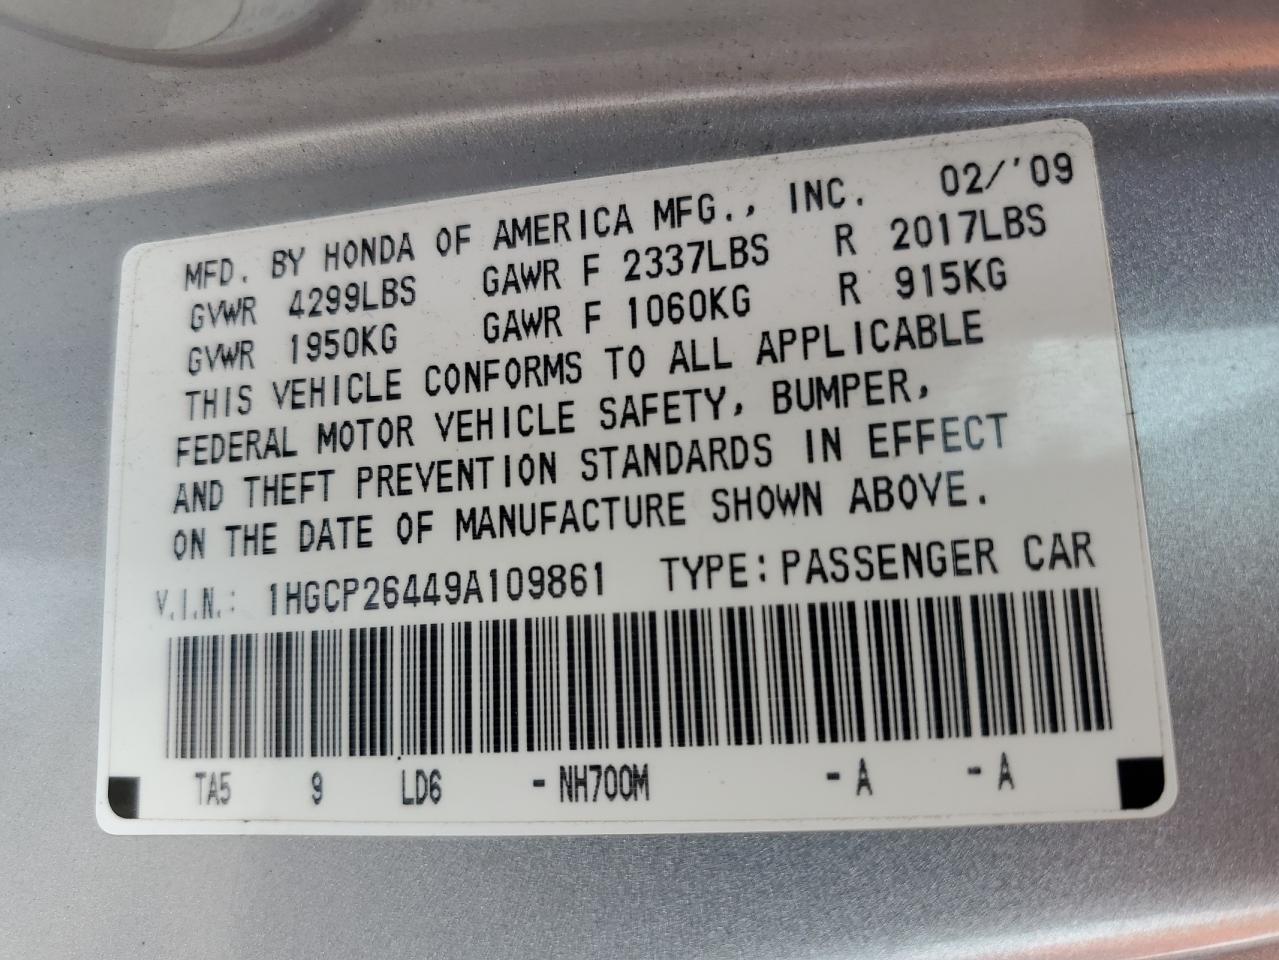 MFD. BY HONDA OF AMERICA MFG., INC. 02/'09
GVWR 4299LBS GAWR F 2337LBS R 2017LBS
GVWR 1950KG GAWR F 1060KG R 915KG
THIS VEHICLE CONFORMS TO ALL APPLICABLE
FEDERAL MOTOR VEHICLE SAFETY, BUMPER,
AND THEFT PREVENTION STANDARDS IN EFFECT
ON THE DATE OF MANUFACTURE SHOWN ABOVE.
V.I.N.: 1HGCP26449A109861 TYPE: PASSENGER CAR
TA5 9 LD6 -NH700M -A -A